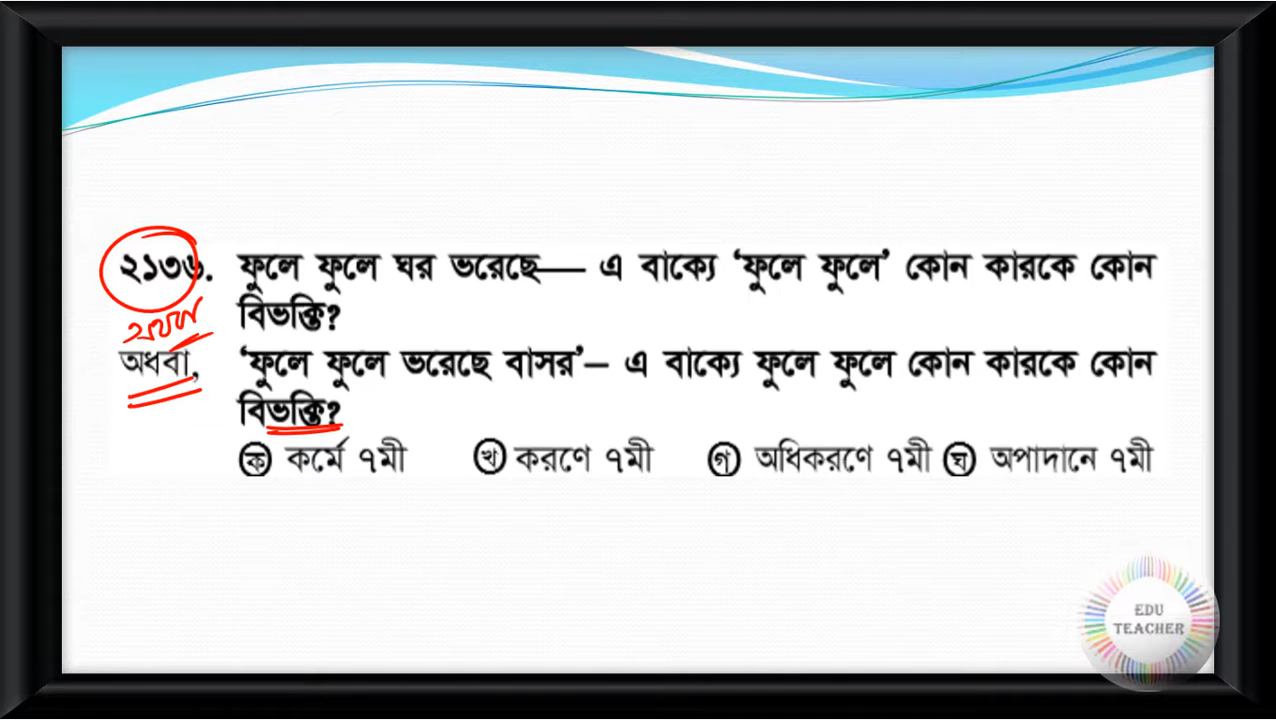 ২১৩৬. ফুলে ফুলে ঘর ভরেছে— এ বাক্যে ‘ফুলে ফুলে’ কোন কারকে কোন
বিভক্তি?
অথবা
অধবা, ‘ফুলে ফুলে ভরেছে বাসর’– এ বাক্যে ফুলে ফুলে কোন কারকে কোন
বিভক্তি?
ক কর্মে ৭মী খ করণে ৭মী গ অধিকরণে ৭মী ঘ অপাদানে ৭মী
EDU
TEACHER